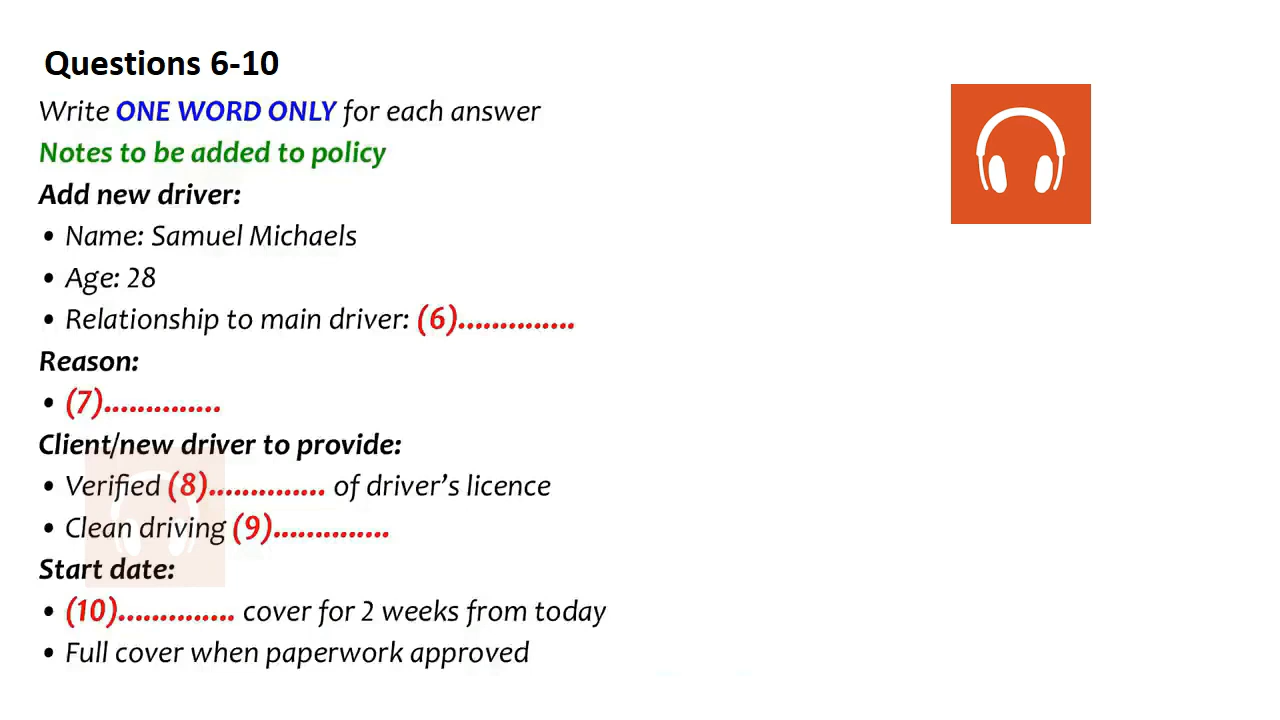 Questions 6-10
Write ONE WORD ONLY for each answer
Notes to be added to policy
Add new driver:
• Name: Samuel Michaels
• Age: 28
• Relationship to main driver: (6)..............
Reason:
• (7)..............
Client/new driver to provide:
• Verified (8).............. of driver’s licence
• Clean driving (9)..............
Start date:
• (10).............. cover for 2 weeks from today
• Full cover when paperwork approved